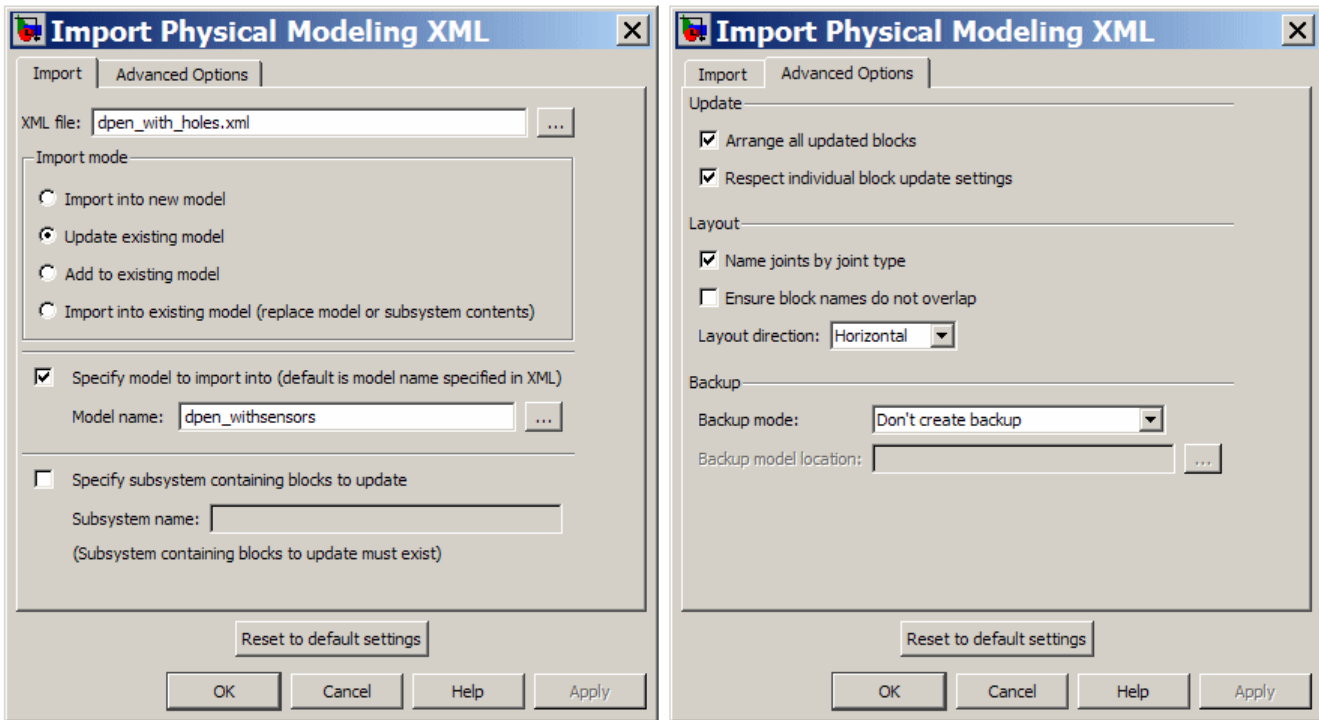 Import Physical Modeling XML
Import
Advanced Options
XML file: dpen_with_holes.xml ...
Import mode
Import into new model
Update existing model
Add to existing model
Import into existing model (replace model or subsystem contents)
Specify model to import into (default is model name specified in XML)
Model name: dpen_withsensors ...
Specify subsystem containing blocks to update
Subsystem name:
(Subsystem containing blocks to update must exist)
Reset to default settings
OK Cancel Help Apply
Import Physical Modeling XML
Import
Advanced Options
Update
Arrange all updated blocks
Respect individual block update settings
Layout
Name joints by joint type
Ensure block names do not overlap
Layout direction: Horizontal
Backup
Backup mode: Don't create backup
Backup model location: ...
Reset to default settings
OK Cancel Help Apply